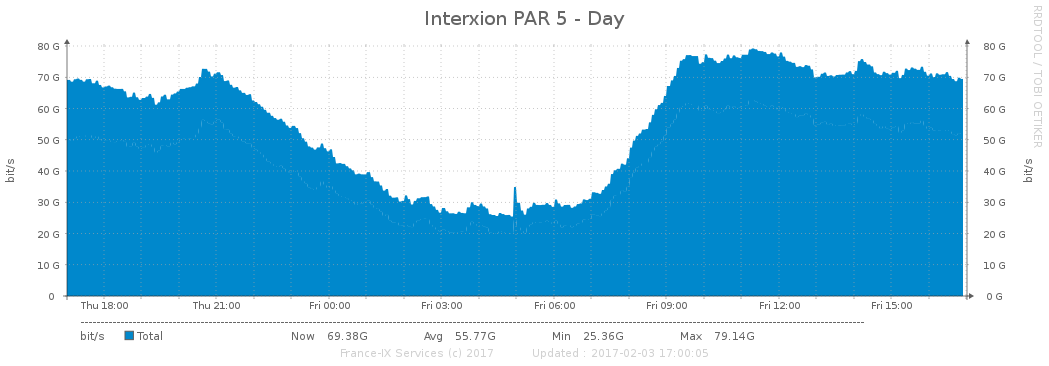 Interxion PAR 5 - Day
RRDTOOL / TOBI OETIKER
bit/s
80 G
70 G
60 G
50 G
40 G
30 G
20 G
10 G
0
80 G
70 G
60 G
50 G
40 G
30 G
20 G
10 G
0 G
bit/s
Thu 18:00 Thu 21:00 Fri 00:00 Fri 03:00 Fri 06:00 Fri 09:00 Fri 12:00 Fri 15:00
bit/s Total Now 69.38G Avg 55.77G Min 25.36G Max 79.14G
France-IX Services (c) 2017 Updated : 2017-02-03 17:00:05